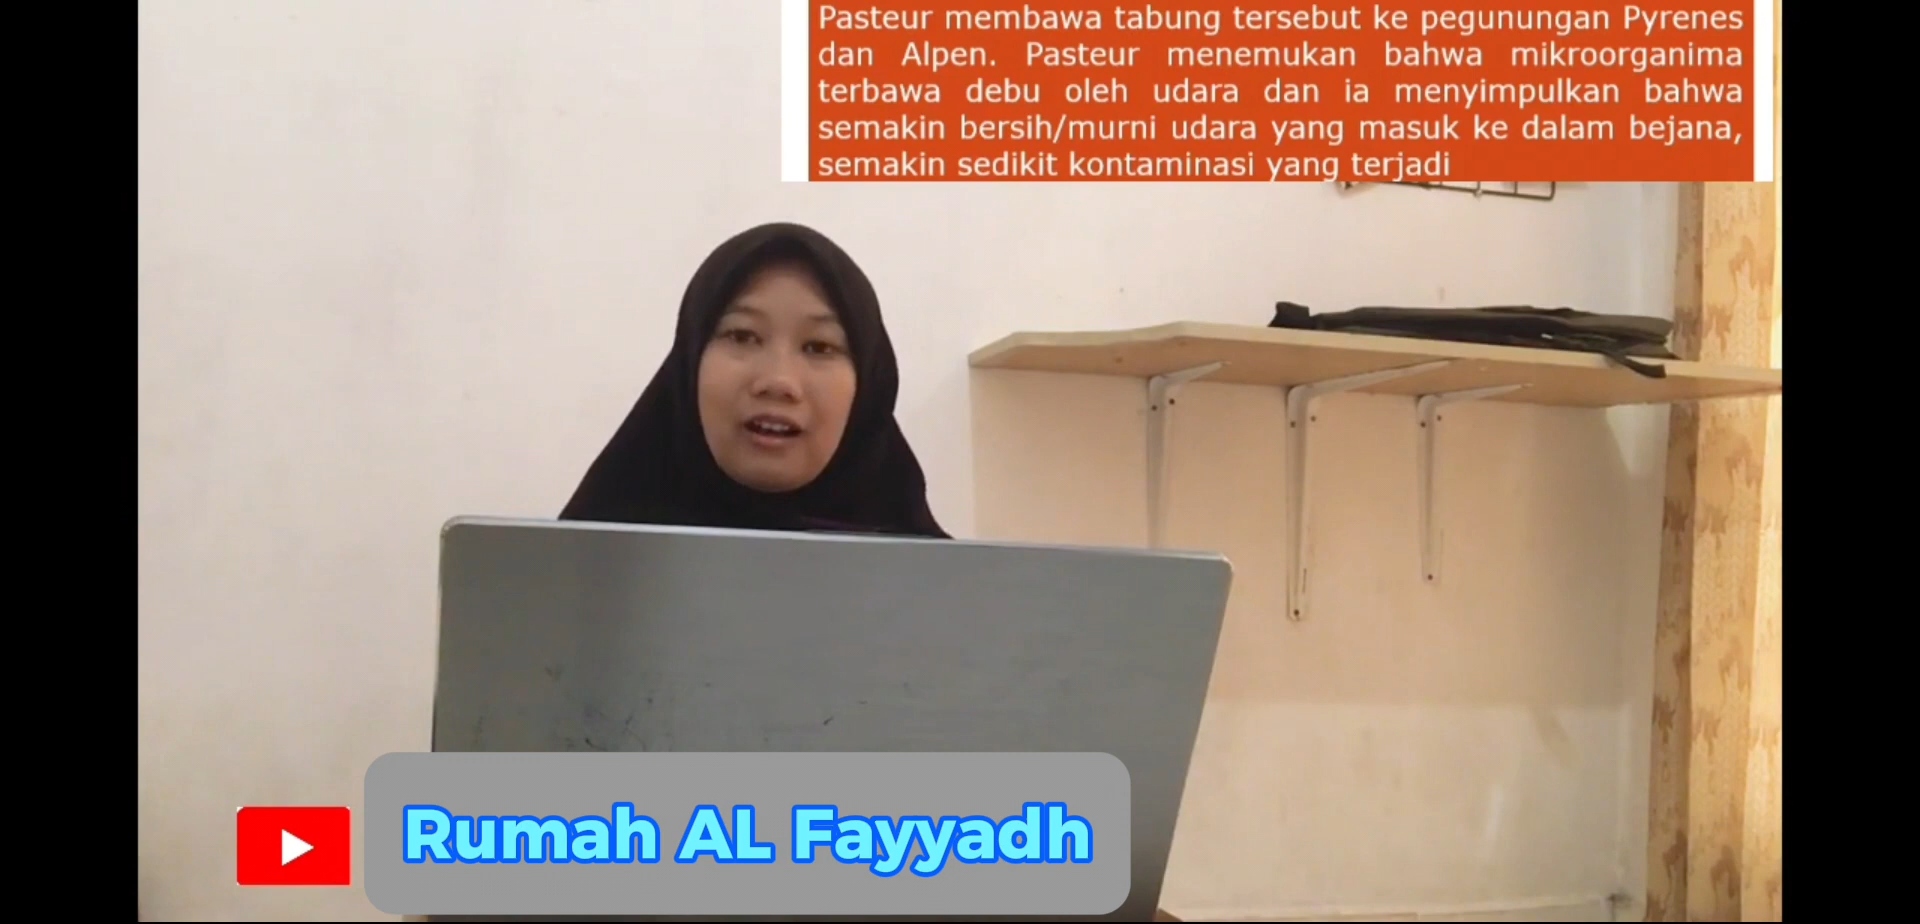 Pasteur membawa tabung tersebut ke pegunungan Pyrenes
dan Alpen. Pasteur menemukan bahwa mikroorganima
terbawa debu oleh udara dan ia menyimpulkan bahwa
semakin bersih/murni udara yang masuk ke dalam bejana,
semakin sedikit kontaminasi yang terjadi
Rumah AL Fayyadh